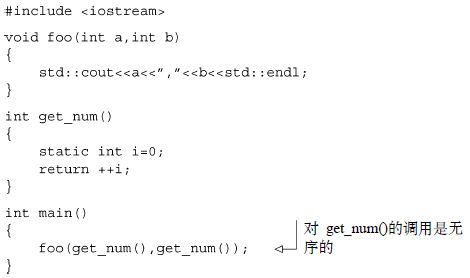 #include <iostream>
void foo(int a,int b)
{
    std::cout<<a<<”,”<<b<<std::endl;
}
int get_num()
{
    static int i=0;
    return ++i;
}
int main()
{
    foo(get_num(),get_num());
对 get_num()的调用是无
序的
}